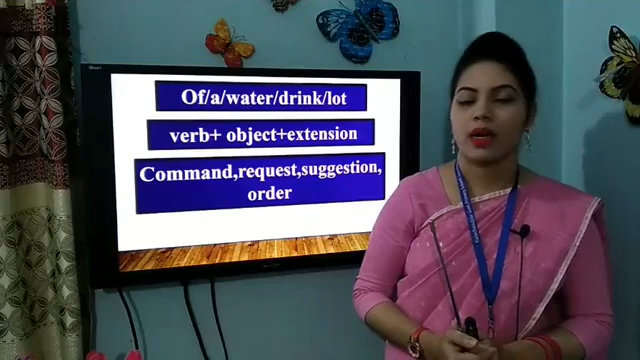 Of/a/water/drink/lot
verb+ object+extension
Command,request,suggestion,
order